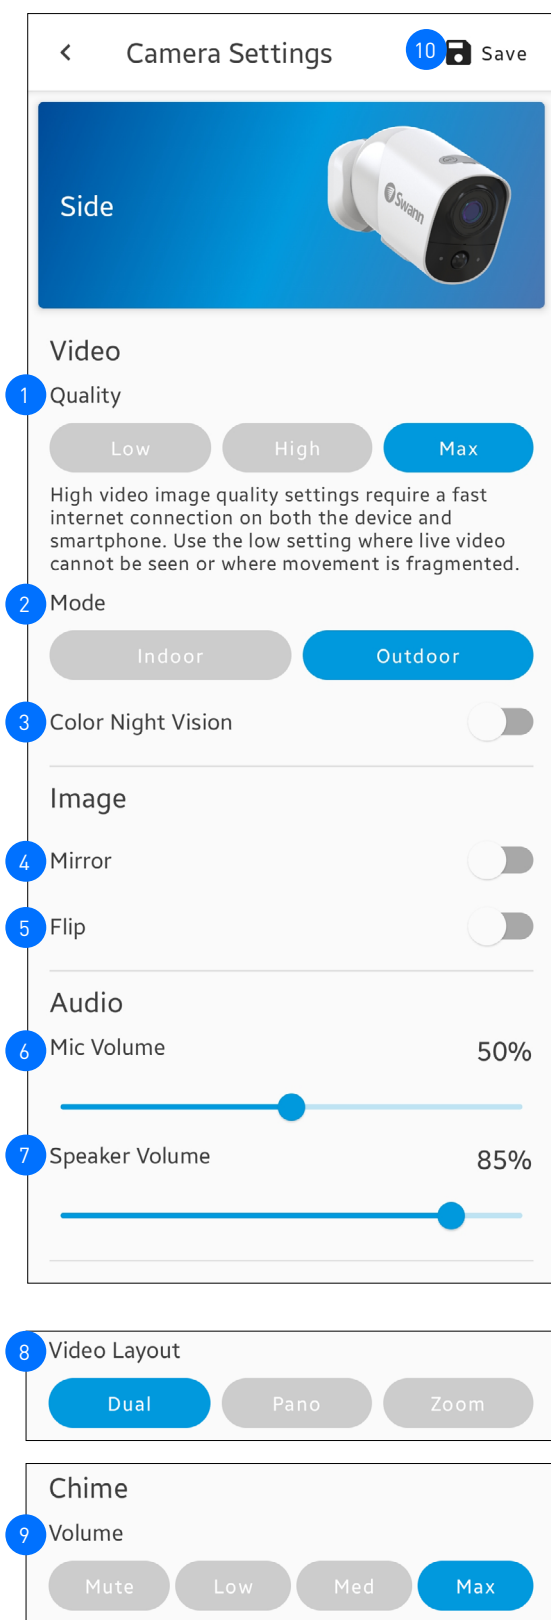 Camera Settings 10 Save
Side
Swann
Video
1 Quality
Low High Max
High video image quality settings require a fast
internet connection on both the device and
smartphone. Use the low setting where live video
cannot be seen or where movement is fragmented.
2 Mode
Indoor Outdoor
3 Color Night Vision
Image
4 Mirror
5 Flip
Audio
6 Mic Volume 50%
7 Speaker Volume 85%
8 Video Layout
Dual Pano Zoom
Chime
9 Volume
Mute Low Med Max